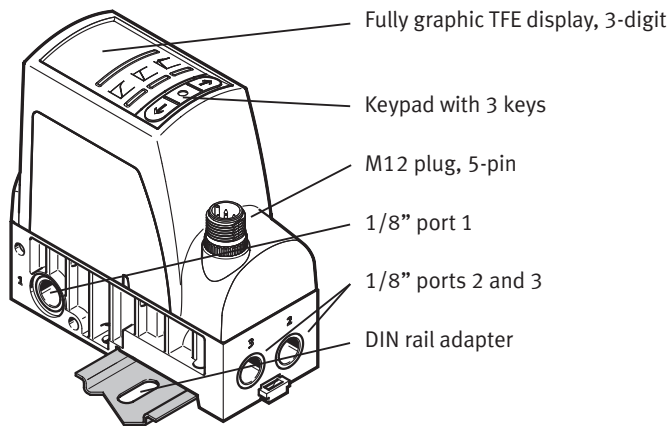 Fully graphic TFE display, 3-digit
Keypad with 3 keys
M12 plug, 5-pin
1/8” port 1
1/8” ports 2 and 3
DIN rail adapter
1
3
2